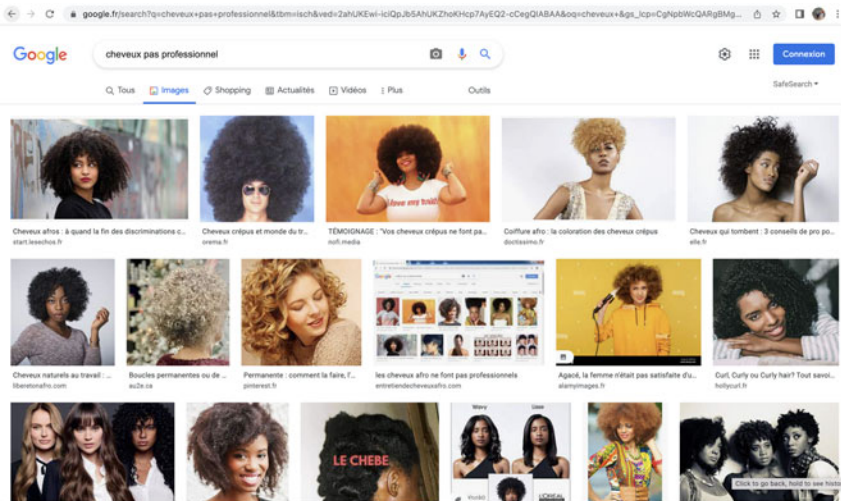 google.fr/search?q=cheveux+pas+professionnel&tbm=isch&ved=2ahUKEwi-iciQpJb5AhUKZhoKHcp7AyEQ2-cCegQIABAA&oq=cheveux+&gs_lcp=CgNpbWcQARgBMg...
Google
cheveux pas professionnel
Connexion
Tous
Images
Shopping
Actualités
Vidéos
Plus
Outils
SafeSearch
Cheveux afros : à quand la fin des discriminations c...
start.lesechos.fr
Cheveux crépus et monde du tr...
orema.fr
TÉMOIGNAGE : "Vos cheveux crépus ne font pa...
nofi.media
Coiffure afro : la coloration des cheveux crépus
doctissimo.fr
Cheveux qui tombent : 3 conseils de pro po...
elle.fr
Cheveux naturels au travail : ...
liberetonafro.com
Boucles permanentes ou de ...
au2e.ca
Permanente : comment la faire, l'...
pinterest.fr
les cheveux afro ne font pas professionnels
entretiendecheveuxafro.com
Agacé, la femme n'était pas satisfaite d'u...
alamyimages.fr
Curl, Curly ou Curly hair? Tout savoi...
hollycurl.fr
LE CHEBE
Wavy
Lisse
L'ORÉAL
Click to go back, hold to see histo